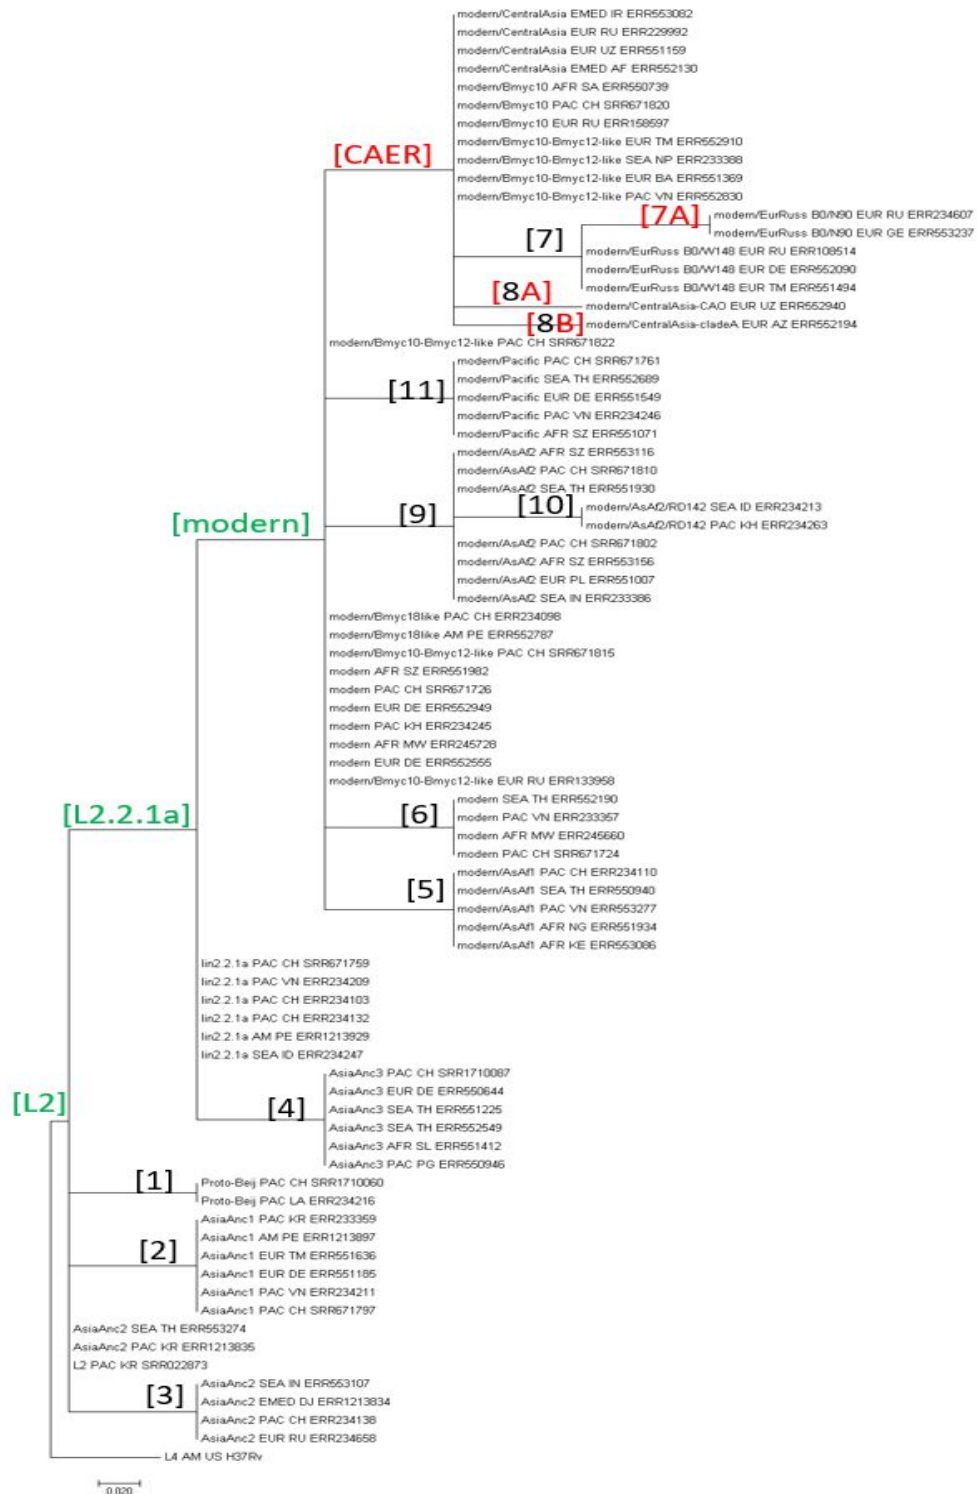 modern/CentralAsia EMED IR ERR553082
modern/CentralAsia EUR RU ERR229992
modern/CentralAsia EUR UZ ERR551159
modern/CentralAsia EMED AF ERR552130
modern/Bmyc10 AFR SA ERR550739
modern/Bmyc10 PAC CH SRR671820
modern/Bmyc10 EUR RU ERR158597
modern/Bmyc10-Bmyc12-like EUR TM ERR552910
[CAER]
modern/Bmyc10-Bmyc12-like SEA NP ERR233388
modern/Bmyc10-Bmyc12-like EUR BA ERR551369
modern/Bmyc10-Bmyc12-like PAC VN ERR552830
[7A]
modern/EurRuss B0/N90 EUR RU ERR234607
modern/EurRuss B0/N90 EUR GE ERR553237
[7]
modern/EurRuss B0/W148 EUR RU ERR108514
modern/EurRuss B0/W148 EUR DE ERR552090
modern/EurRuss B0/W148 EUR TM ERR551494
[8A]
modern/CentralAsia-CAO EUR UZ ERR552940
[8B]
modern/CentralAsia-cladeA EUR AZ ERR552194
modern/Bmyc10-Bmyc12-like PAC CH SRR671822
modern/Pacific PAC CH SRR671761
modern/Pacific SEA TH ERR552689
[11]
modern/Pacific EUR DE ERR551549
modern/Pacific PAC VN ERR234246
modern/Pacific AFR SZ ERR551071
modern/AsAf2 AFR SZ ERR553116
modern/AsAf2 PAC CH SRR671810
modern/AsAf2 SEA TH ERR551930
[10]
modern/AsAf2/RD142 SEA ID ERR234213
[9]
modern/AsAf2/RD142 PAC KH ERR234263
[modern]
modern/AsAf2 PAC CH SRR671802
modern/AsAf2 AFR SZ ERR553156
modern/AsAf2 EUR PL ERR551007
modern/AsAf2 SEA IN ERR233386
modern/Bmyc18like PAC CH ERR234098
modern/Bmyc18like AM PE ERR552787
modern/Bmyc10-Bmyc12-like PAC CH SRR671815
modern AFR SZ ERR551982
modern PAC CH SRR671726
modern EUR DE ERR552949
modern PAC KH ERR234245
modern AFR MW ERR245728
modern EUR DE ERR552555
modern/Bmyc10-Bmyc12-like EUR RU ERR133958
modern SEA TH ERR552190
[L2.2.1a]
[6]
modern PAC VN ERR233357
modern AFR MW ERR245660
modern PAC CH SRR671724
modern/AsAf1 PAC CH ERR234110
[5]
modern/AsAf1 SEA TH ERR550940
modern/AsAf1 PAC VN ERR553277
modern/AsAf1 AFR NG ERR551934
modern/AsAf1 AFR KE ERR553086
lin2.2.1a PAC CH SRR671759
lin2.2.1a PAC VN ERR234209
lin2.2.1a PAC CH ERR234103
lin2.2.1a PAC CH ERR234132
lin2.2.1a AM PE ERR1213929
lin2.2.1a SEA ID ERR234247
AsiaAnc3 PAC CH SRR1710087
AsiaAnc3 EUR DE ERR550644
[L2]
[4]
AsiaAnc3 SEA TH ERR551225
AsiaAnc3 SEA TH ERR552549
AsiaAnc3 AFR SL ERR551412
AsiaAnc3 PAC PG ERR550946
[1]
Proto-Beij PAC CH SRR1710060
Proto-Beij PAC LA ERR234216
AsiaAnc1 PAC KR ERR233359
AsiaAnc1 AM PE ERR1213897
[2]
AsiaAnc1 EUR TM ERR551636
AsiaAnc1 EUR DE ERR551185
AsiaAnc1 PAC VN ERR234211
AsiaAnc1 PAC CH SRR671797
AsiaAnc2 SEA TH ERR553274
AsiaAnc2 PAC KR ERR1213835
L2 PAC KR SRR022873
AsiaAnc2 SEA IN ERR553107
[3]
AsiaAnc2 EMED DJ ERR1213834
AsiaAnc2 PAC CH ERR234138
AsiaAnc2 EUR RU ERR234658
L4 AM US H37Rv
0.020